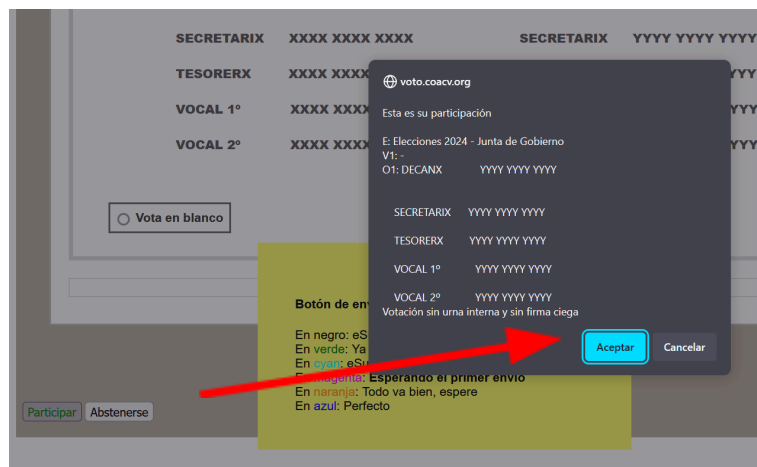 SECRETARIX XXXX XXXX XXXX SECRETARIX YYYY YYYY YYYY
TESORERX XXXX XXXX
VOCAL 1º XXXX XXXX
VOCAL 2º XXXX XXXX
Vota en blanco
voto.coacv.org
Esta es su participación
E: Elecciones 2024 - Junta de Gobierno
V1: -
O1: DECANX YYYY YYYY YYYY
SECRETARIX YYYY YYYY YYYY
TESORERX YYYY YYYY YYYY
VOCAL 1º YYYY YYYY YYYY
VOCAL 2º YYYY YYYY YYYY
Votación sin urna interna y sin firma ciega
Aceptar Cancelar
Botón de
En negro:
En verde: Ya
En cyan:
magenta: Esperando el primer envío
En naranja: Todo va bien, espere
En azul: Perfecto
Participar Abstenerse